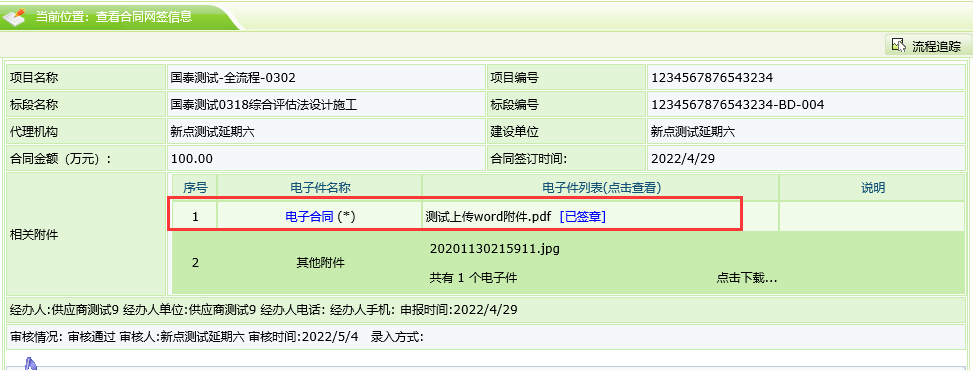 当前位置：查看合同网签信息
流程追踪
项目名称 国泰测试-全流程-0302 项目编号 1234567876543234
标段名称 国泰测试0318综合评估法设计施工 标段编号 1234567876543234-BD-004
代理机构 新点测试延期六 建设单位 新点测试延期六
合同金额（万元）: 100.00 合同签订时间: 2022/4/29
相关附件
序号 电子件名称 电子件列表(点击查看) 说明
1 电子合同 (*) 测试上传word附件.pdf [已签章]
2 其他附件 20201130215911.jpg
共有 1 个电子件 点击下载...
经办人:供应商测试9 经办人单位:供应商测试9 经办人电话: 经办人手机: 申报时间:2022/4/29
审核情况: 审核通过 审核人:新点测试延期六 审核时间:2022/5/4 录入方式: